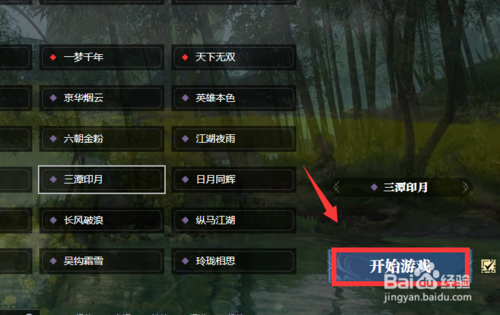 一梦千年 天下无双
京华烟云 英雄本色
六朝金粉 江湖夜雨
三潭印月 日月同辉
三潭印月
长风破浪 纵马江湖
吴钩霜雪 玲珑相思
开始游戏
Baidu 经验
jingyan.baidu.com